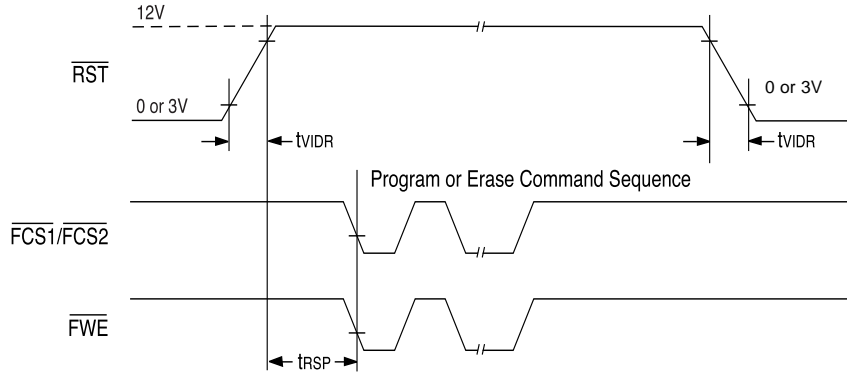 12V
RST
0 or 3V
0 or 3V
tVIDR
tVIDR
Program or Erase Command Sequence
FCS1/FCS2
FWE
tRSP